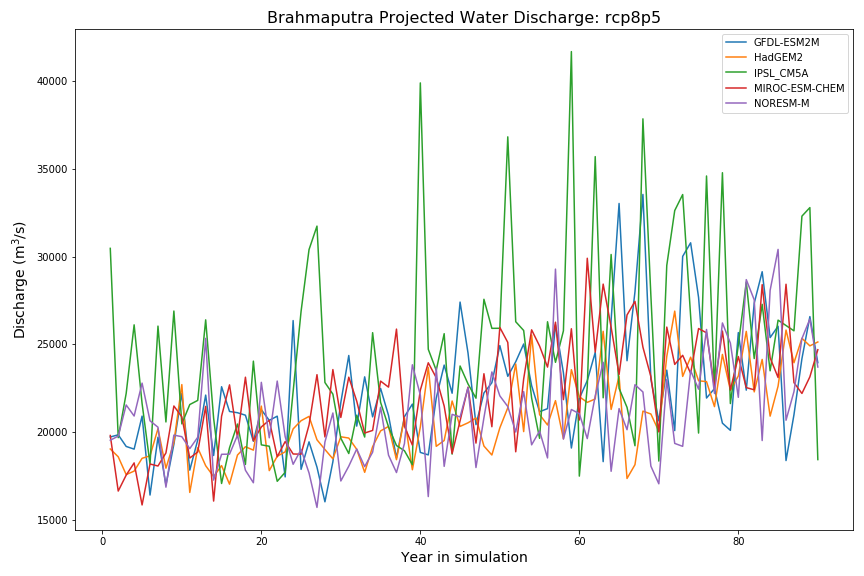 Brahmaputra Projected Water Discharge: rcp8p5
GFDL-ESM2M
HadGEM2
IPSL_CM5A
MIROC-ESM-CHEM
NORESM-M
40000
35000
30000
25000
20000
15000
Discharge (m³/s)
0 20 40 60 80
Year in simulation